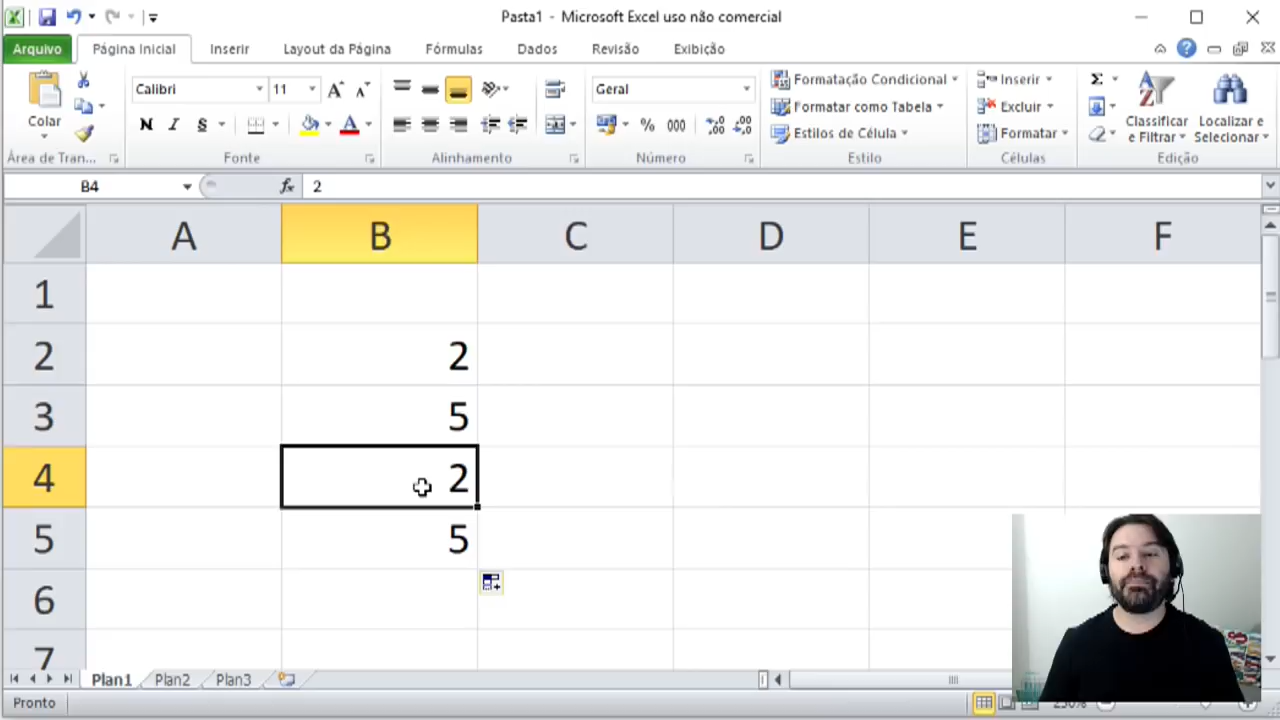 Pasta1 - Microsoft Excel uso não comercial
Arquivo Página Inicial Inserir Layout da Página Fórmulas Dados Revisão Exibição
Colar
Área de Tran...
Calibri 11
N I S
Fonte
Alinhamento
Geral
% 000
Número
Formatação Condicional
Formatar como Tabela
Estilos de Célula
Estilo
Inserir
Excluir
Formatar
Células
Σ
Classificar e Filtrar
Localizar e Selecionar
Edição
B4 fx 2
A B C D E F
1
2 2
3 5
4 2
5 5
6
7
Plan1 Plan2 Plan3
Pronto 250%